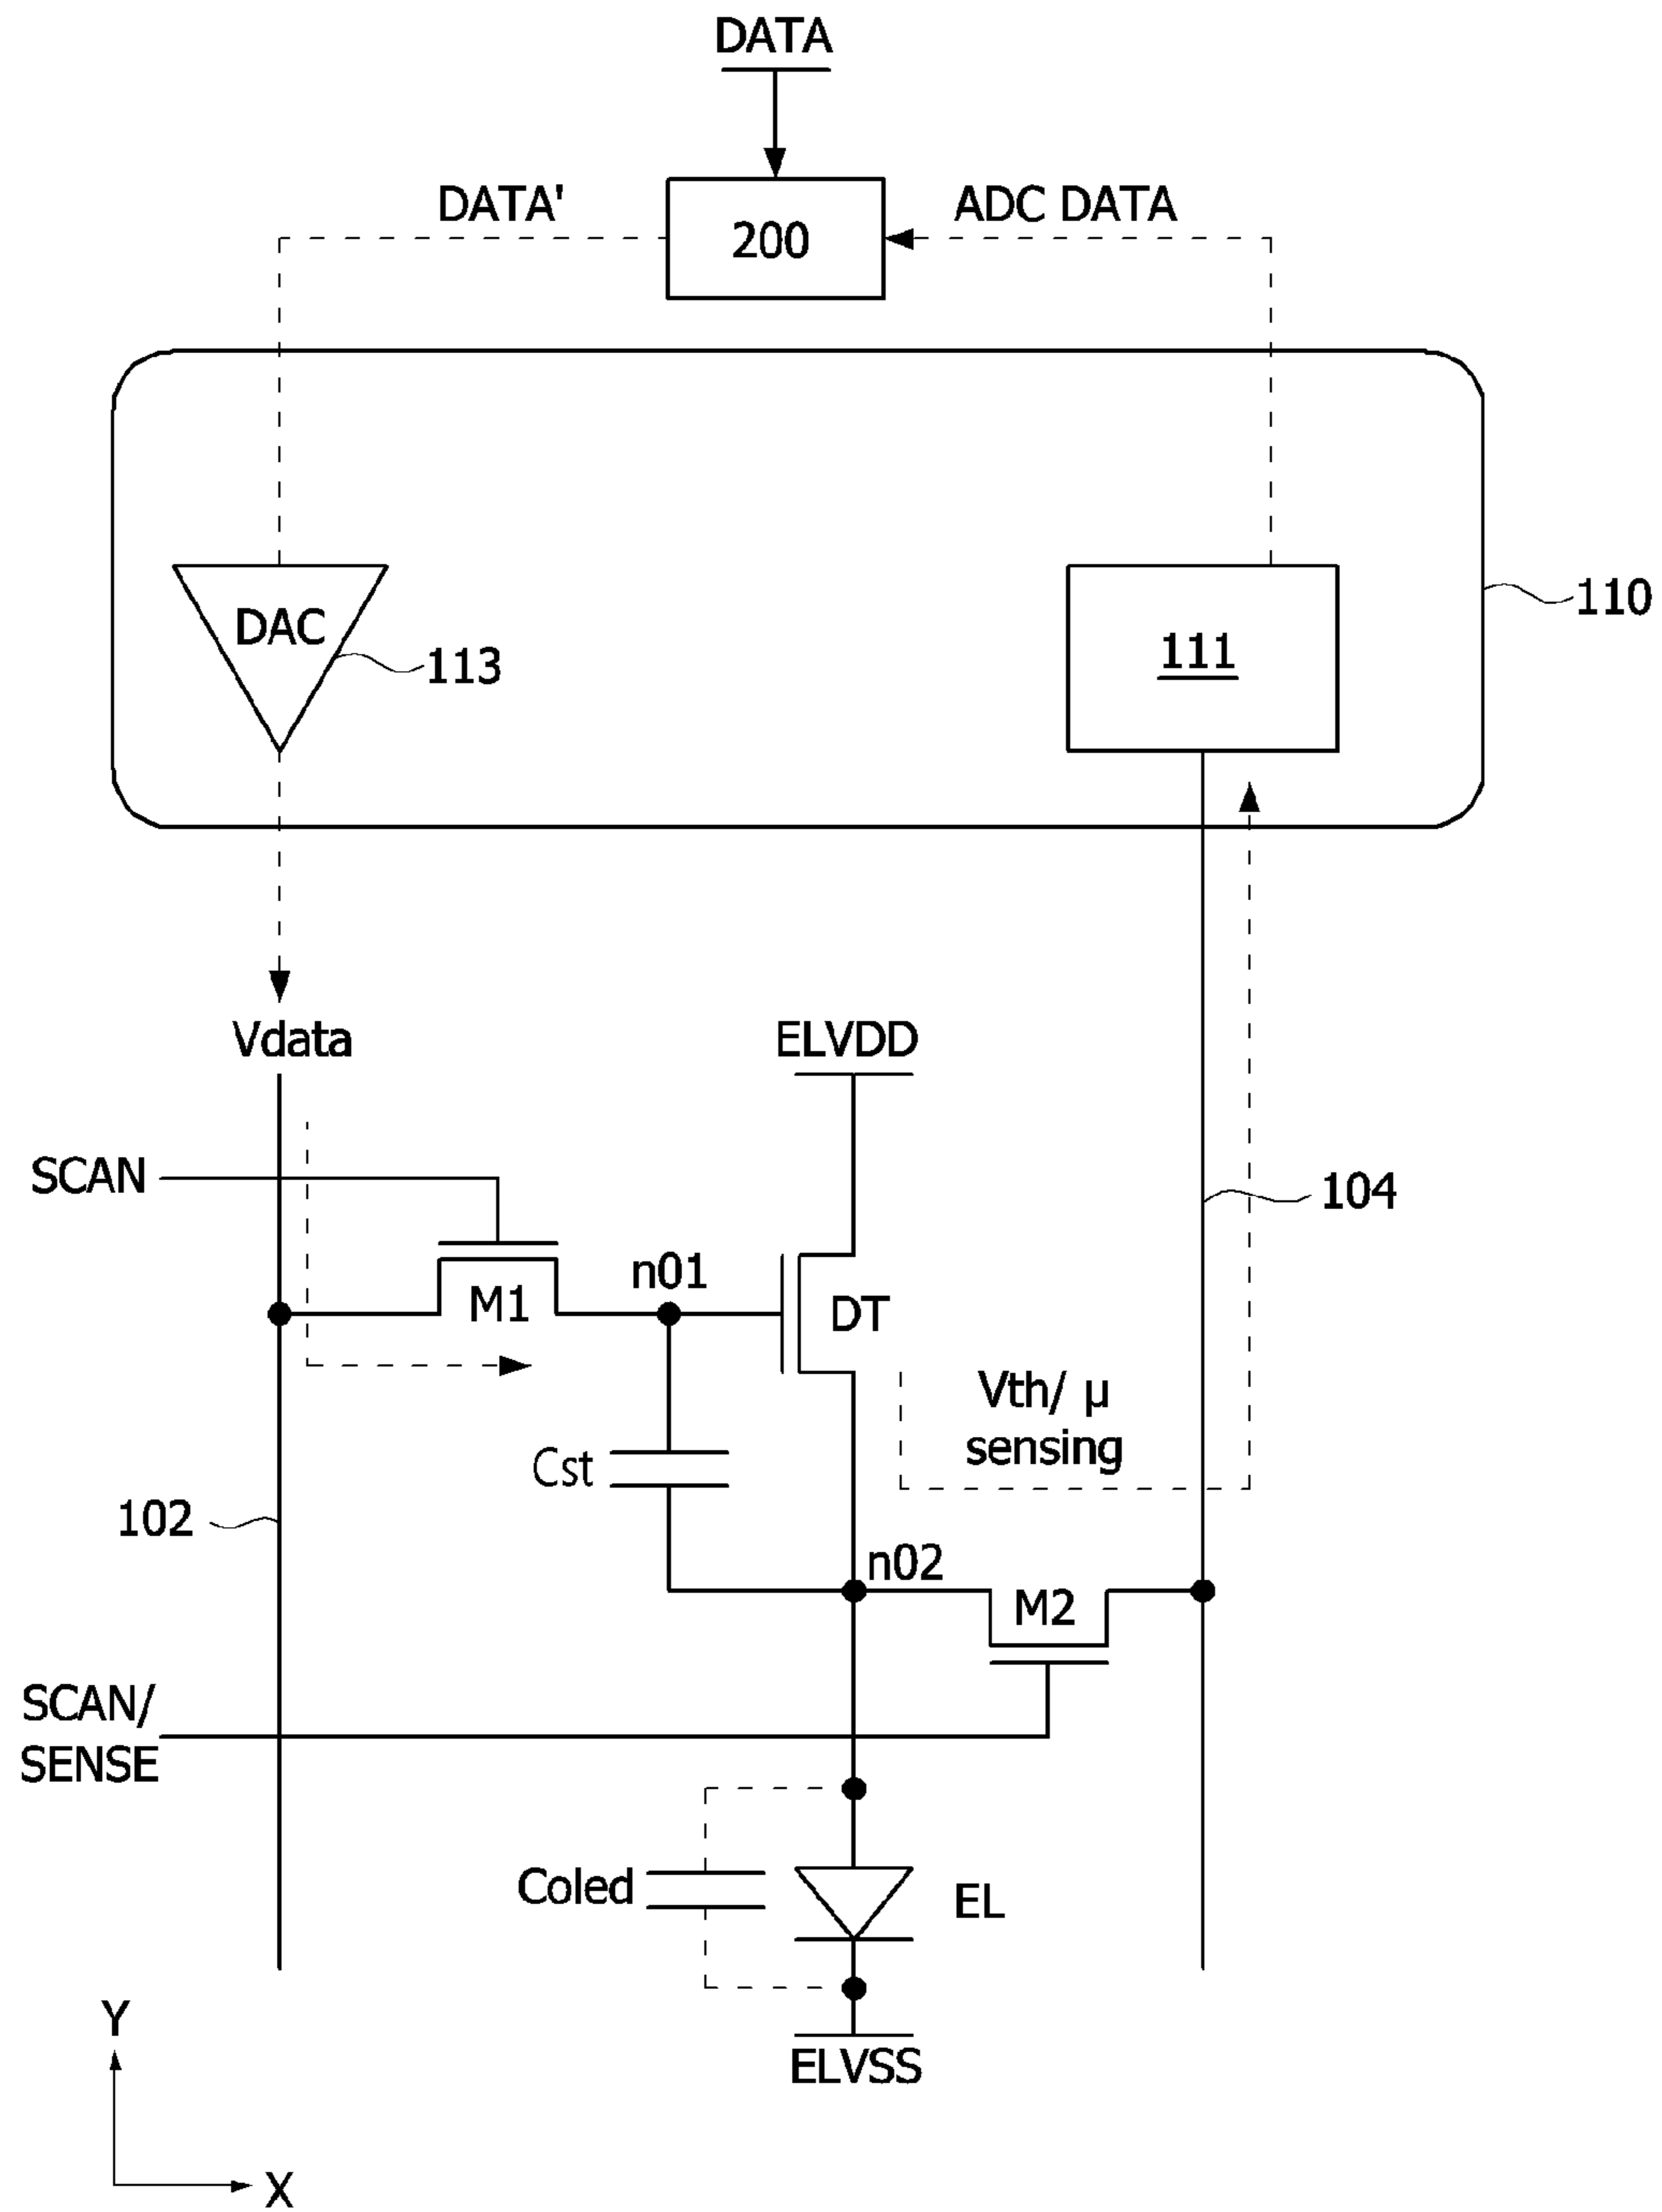 DATA
DATA'
200
ADC DATA
DAC
113
111
110
Vdata
ELVDD
SCAN
104
n01
M1
DT
Vth/ μ
sensing
Cst
102
n02
M2
SCAN/
SENSE
Coled
EL
ELVSS
Y
X